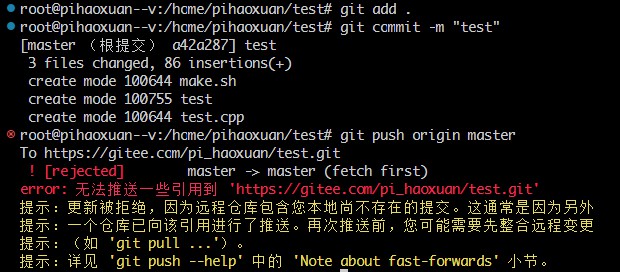 root@pihaoxuan--v:/home/pihaoxuan/test# git add .
root@pihaoxuan--v:/home/pihaoxuan/test# git commit -m "test"
[master （根提交） a42a287] test
 3 files changed, 86 insertions(+)
 create mode 100644 make.sh
 create mode 100755 test
 create mode 100644 test.cpp
root@pihaoxuan--v:/home/pihaoxuan/test# git push origin master
To https://gitee.com/pi_haoxuan/test.git
 ! [rejected]        master -> master (fetch first)
error: 无法推送一些引用到 'https://gitee.com/pi_haoxuan/test.git'
提示：更新被拒绝，因为远程仓库包含您本地尚不存在的提交。这通常是因为另外
提示：一个仓库已向该引用进行了推送。再次推送前，您可能需要先整合远程变更
提示：（如 'git pull ...'）。
提示：详见 'git push --help' 中的 'Note about fast-forwards' 小节。